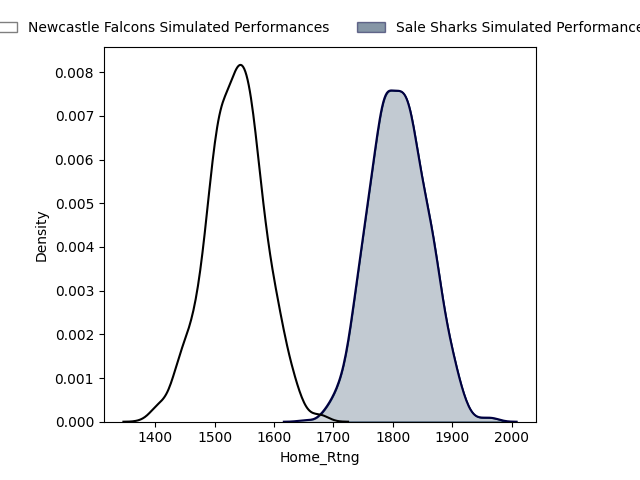 Newcastle Falcons Simulated Performances Sale Sharks Simulated Performance
0.008
0.007
0.006
0.005
0.004
0.003
0.002
0.001
0.000
Density
1400 1500 1600 1700 1800 1900 2000
Home_Rtng